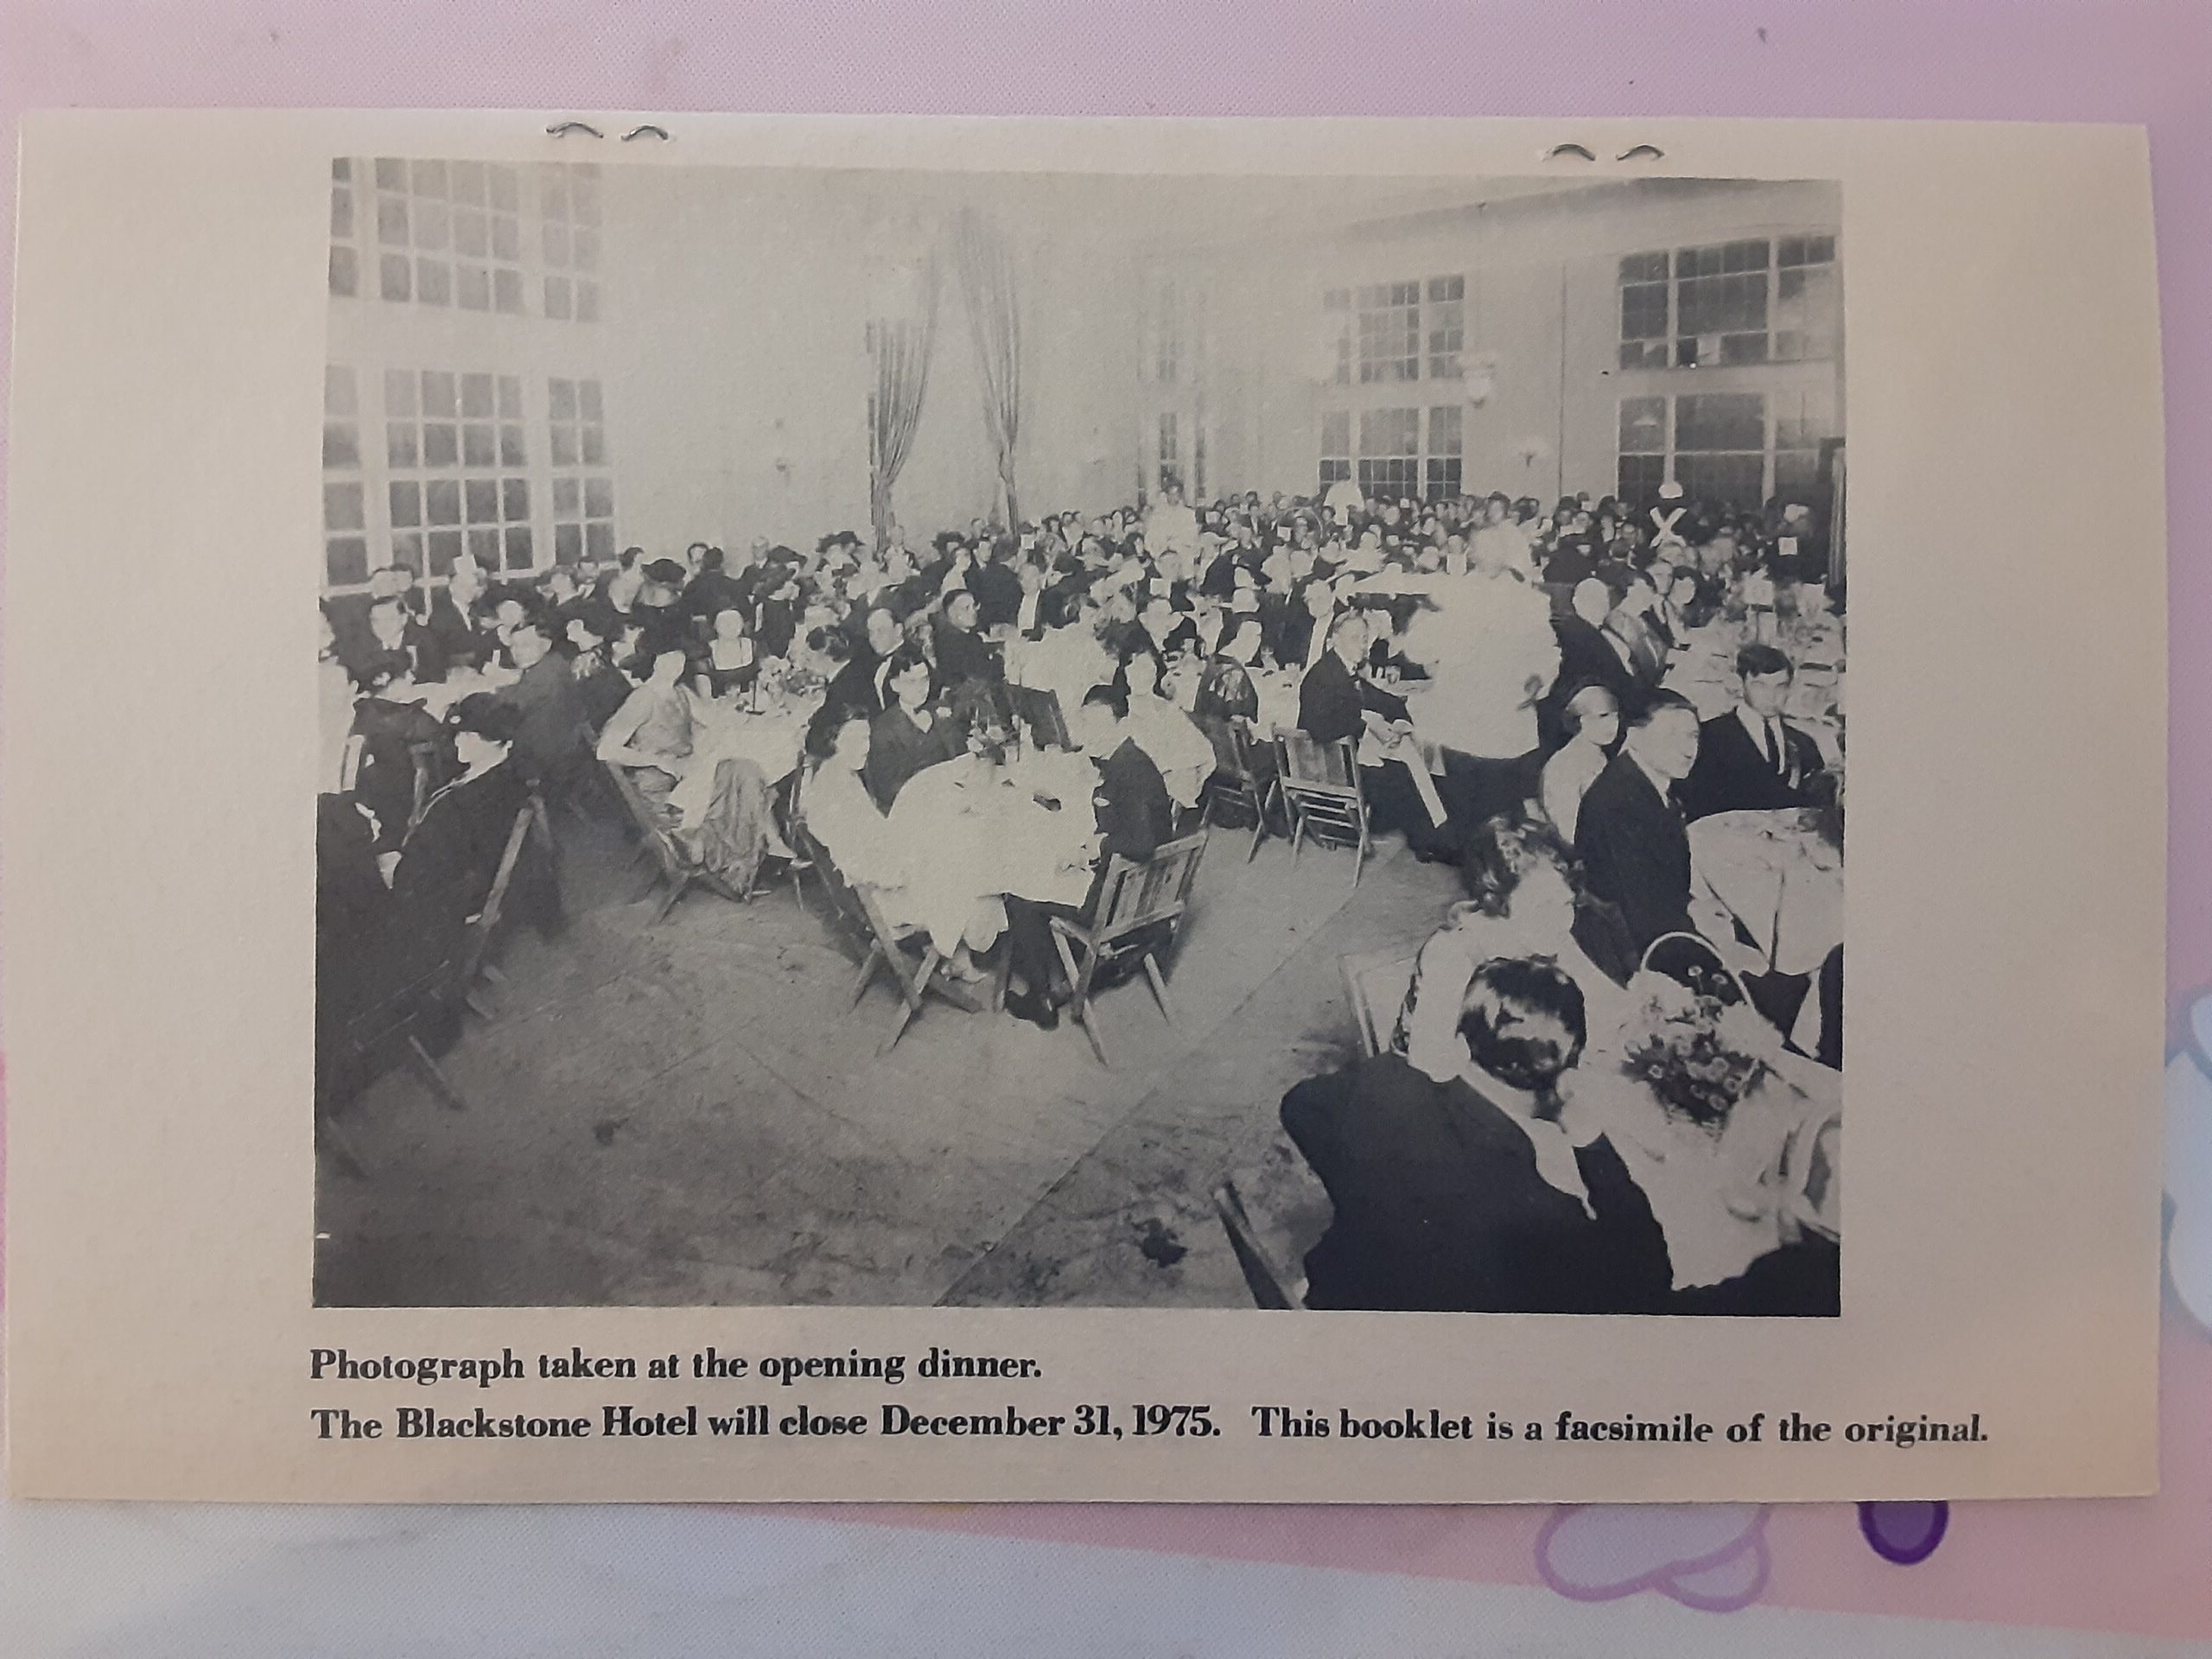 Photograph taken at the opening dinner.
The Blackstone Hotel will close December 31, 1975. This booklet is a facsimile of the original.